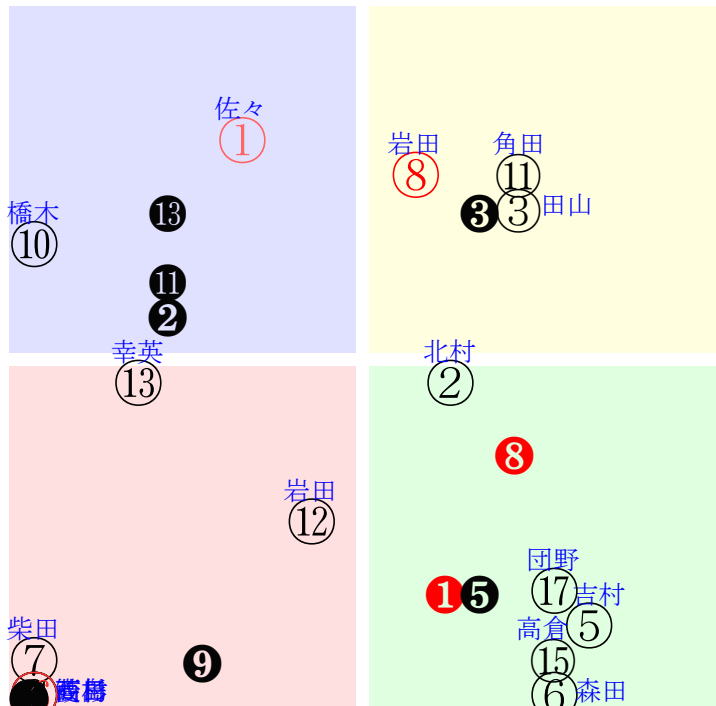 佐々
①
岩田
⑧
角田
⑪
❸
③
田山
橋木
⑩
⓭
⓫
❷
幸英
⑬
北村
②
❽
岩田
⑫
団野
⑰
❶
❺
吉村
⑤
柴田
⑦
❾
高倉
⑮
⑥
森田